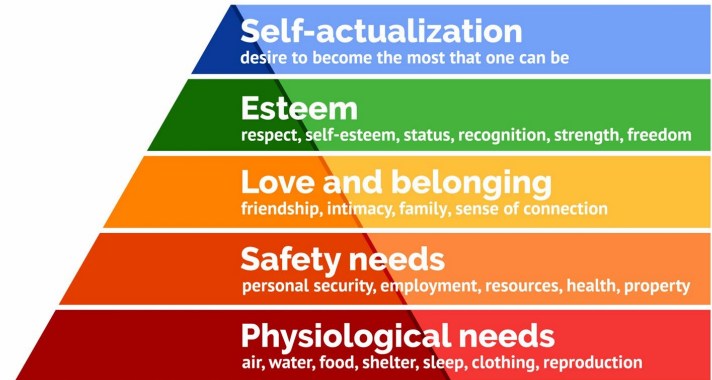 Self-actualization
desire to become the most that one can be
Esteem
respect, self-esteem, status, recognition, strength, freedom
Love and belonging
friendship, intimacy, family, sense of connection
Safety needs
personal security, employment, resources, health, property
Physiological needs
air, water, food, shelter, sleep, clothing, reproduction